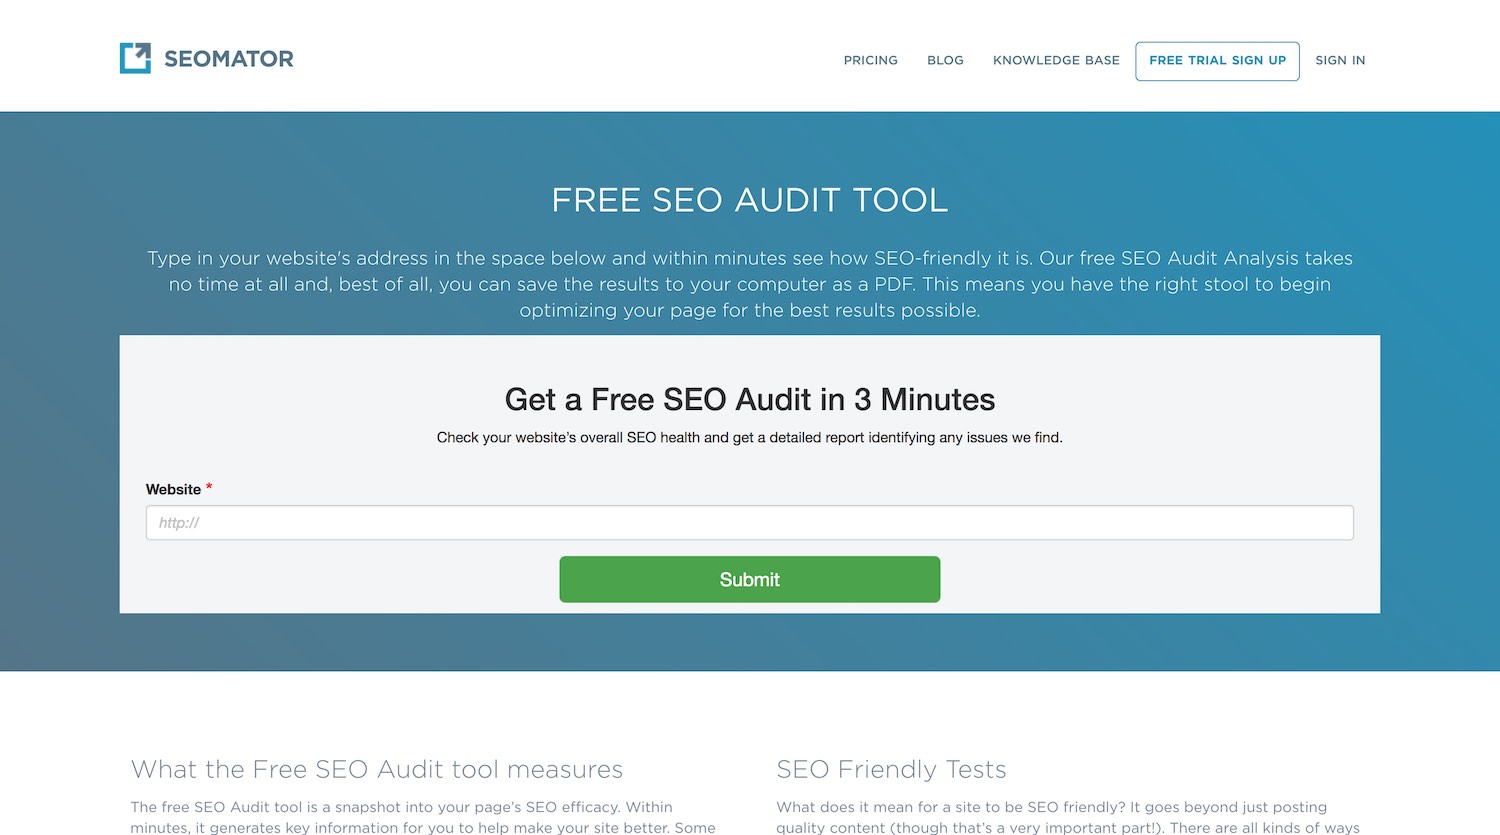 SEOMATOR
PRICING
BLOG
KNOWLEDGE BASE
FREE TRIAL SIGN UP
SIGN IN
FREE SEO AUDIT TOOL
Type in your website's address in the space below and within minutes see how SEO-friendly it is. Our free SEO Audit Analysis takes
no time at all and, best of all, you can save the results to your computer as a PDF. This means you have the right stool to begin
optimizing your page for the best results possible.
Get a Free SEO Audit in 3 Minutes
Check your website's overall SEO health and get a detailed report identifying any issues we find.
Website *
http://
Submit
What the Free SEO Audit tool measures
The free SEO Audit tool is a snapshot into your page's SEO efficacy. Within
minutes, it generates key information for you to help make your site better. Some
SEO Friendly Tests
What does it mean for a site to be SEO friendly? It goes beyond just posting
quality content (though that's a very important part!). There are all kinds of ways